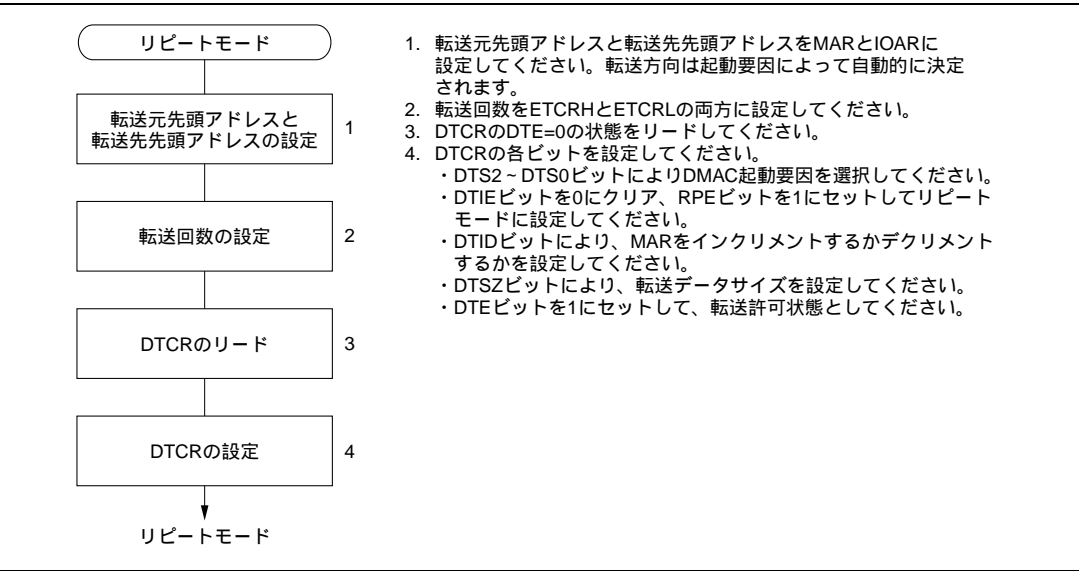 リピートモード
転送元先頭アドレスと
転送先先頭アドレスの設定
1
転送回数の設定
2
DTCRのリード
3
DTCRの設定
4
リピートモード
1. 転送元先頭アドレスと転送先先頭アドレスをMARとIOARに
設定してください。転送方向は起動要因によって自動的に決定
されます。
2. 転送回数をETCRHとETCRLの両方に設定してください。
3. DTCRのDTE=0の状態をリードしてください。
4. DTCRの各ビットを設定してください。
・DTS2~DTS0ビットによりDMAC起動要因を選択してください。
・DTIEビットを0にクリア、RPEビットを1にセットしてリピート
モードに設定してください。
・DTIDビットにより、MARをインクリメントするかデクリメント
するかを設定してください。
・DTSZビットにより、転送データサイズを設定してください。
・DTEビットを1にセットして、転送許可状態としてください。